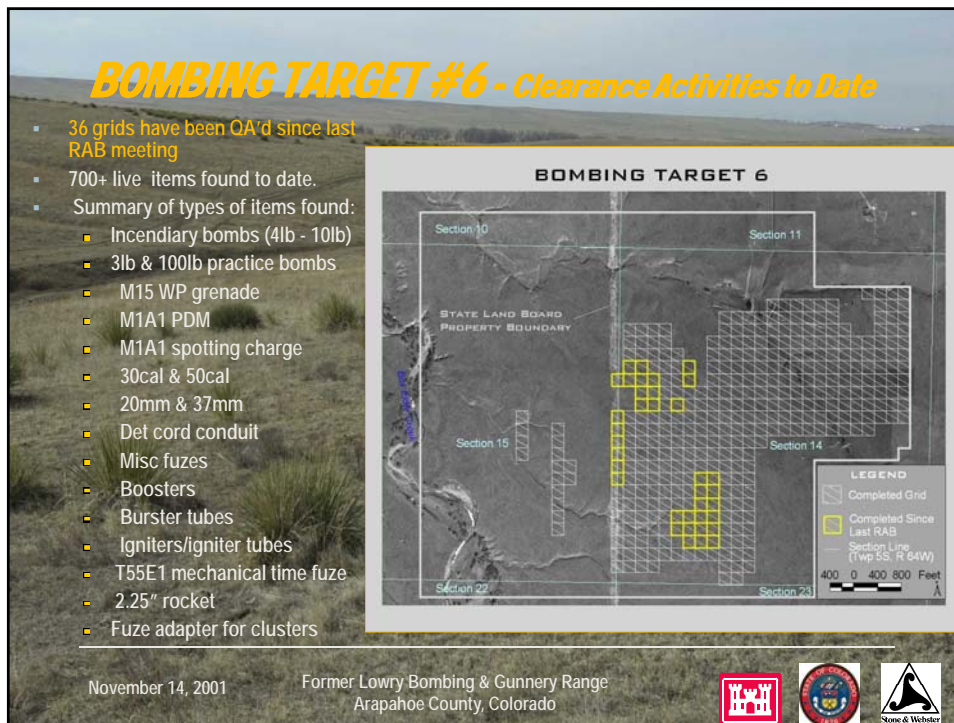 BOMBING TARGET #6 - Clearance Activities to Date
36 grids have been QA'd since last
RAB meeting
700+ live items found to date.
Summary of types of items found:
Incendiary bombs (4lb - 10lb)
3lb & 100lb practice bombs
M15 WP grenade
M1A1 PDM
M1A1 spotting charge
30cal & 50cal
20mm & 37mm
Det cord conduit
Misc fuzes
Boosters
Burster tubes
Igniters/igniter tubes
T55E1 mechanical time fuze
2.25" rocket
Fuze adapter for clusters
BOMBING TARGET 6
Section 10
Section 11
STATE LAND BOARD
PROPERTY BOUNDARY
Section 15
Section 14
Section 22
Section 23
LEGEND
Completed Grid
Completed Since
Last RAB
Section Line
(Twp 5S, R 64W)
400 0 400 800 Feet
November 14, 2001
Former Lowry Bombing & Gunnery Range
Arapahoe County, Colorado
STATE OF COLORADO
1876
Stone & Webster